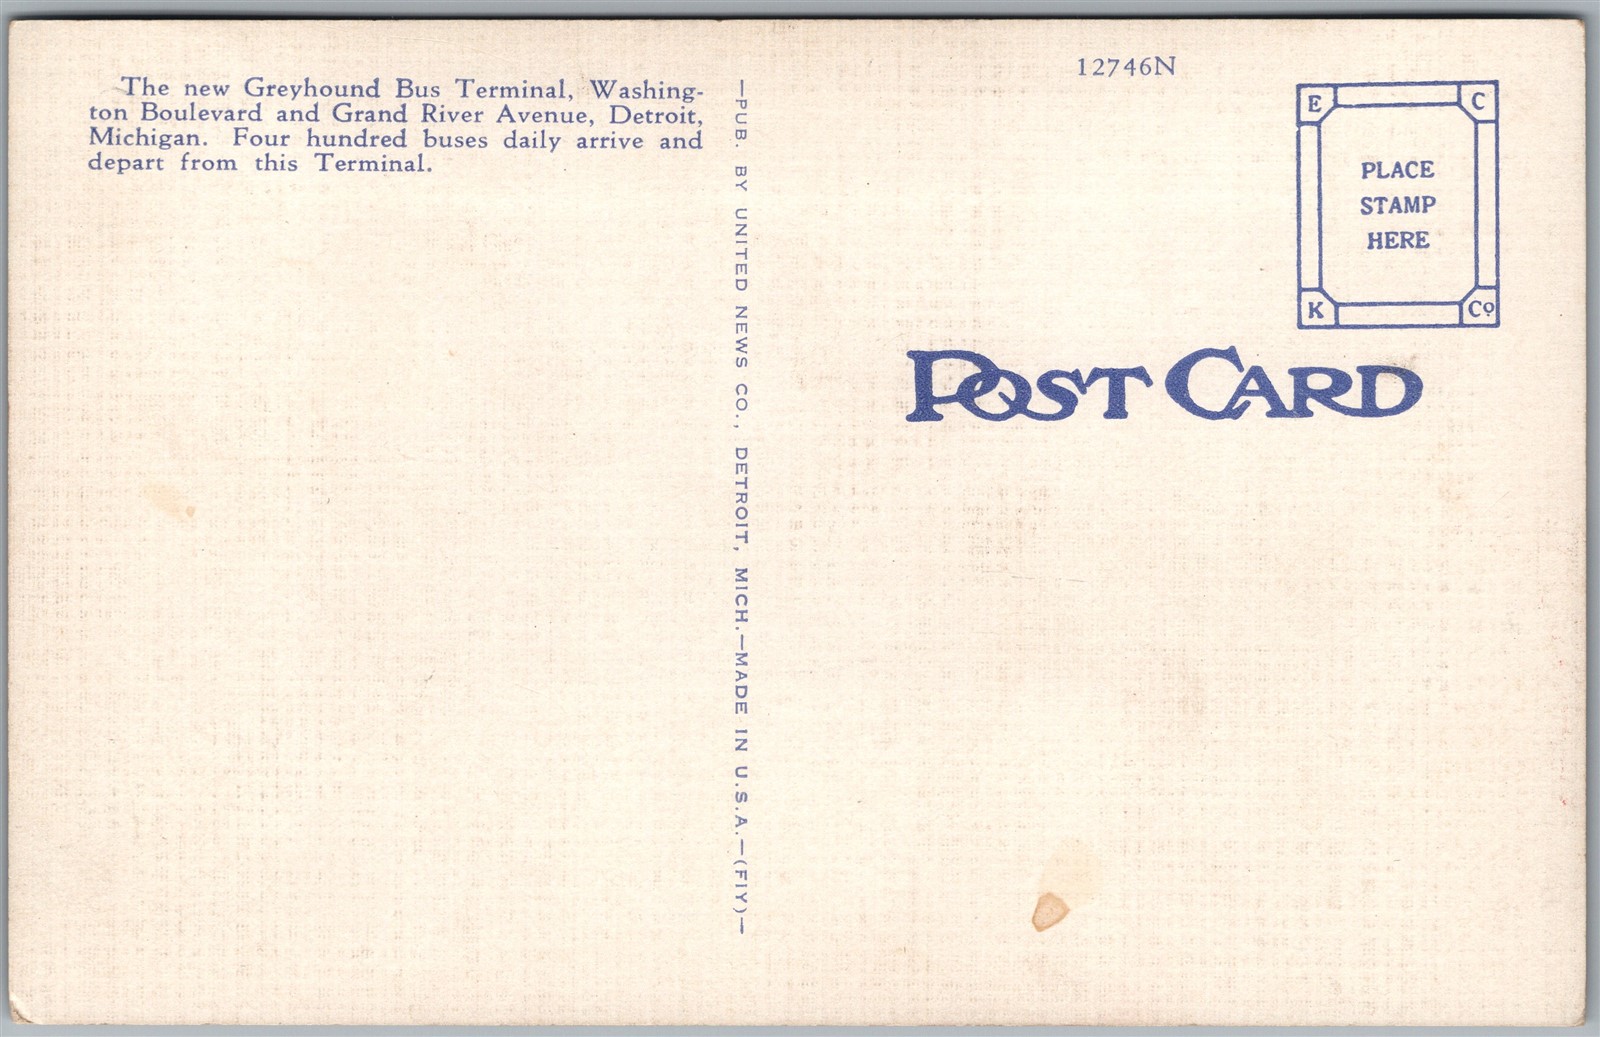 The new Greyhound Bus Terminal, Washing-
ton Boulevard and Grand River Avenue, Detroit,
Michigan. Four hundred buses daily arrive and
depart from this Terminal.
—PUB. BY UNITED NEWS CO., DETROIT, MICH.—MADE IN U.S.A.—(FIY)—
12746N
E C
PLACE
STAMP
HERE
K Co
POST CARD